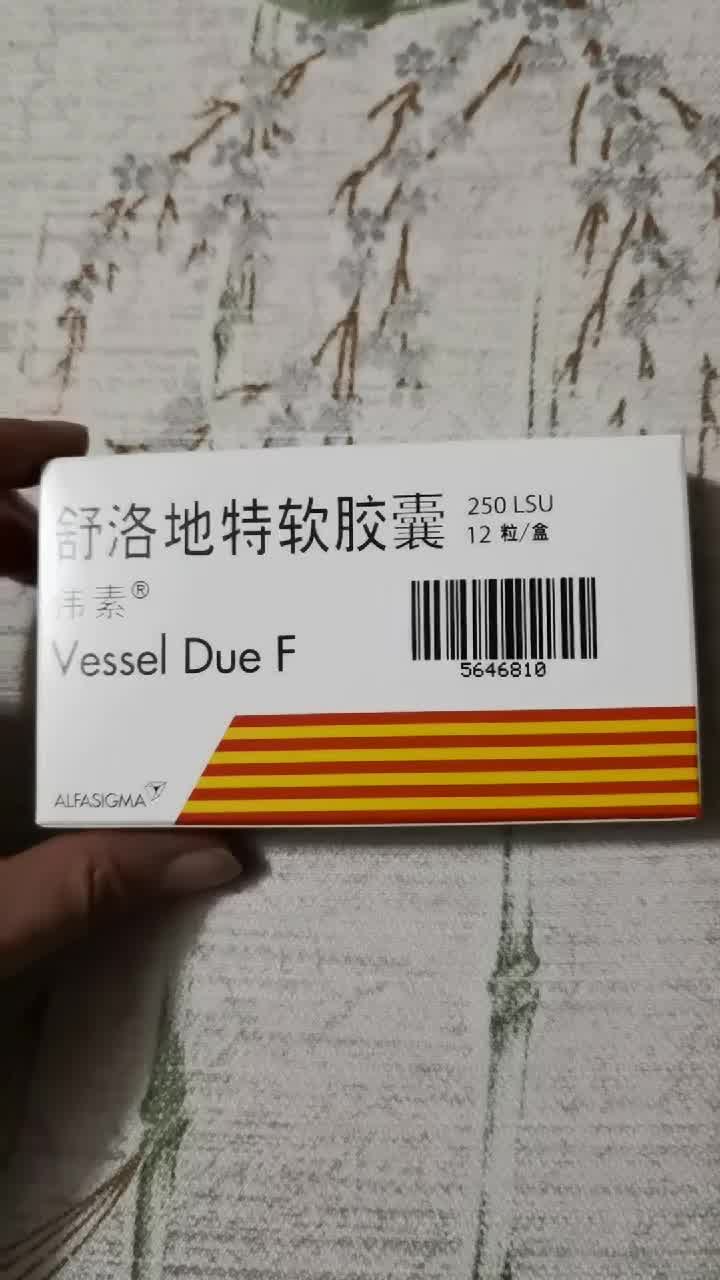 舒洛地特软胶囊
250 LSU
12 粒/盒
伟素®
Vessel Due F
5646810
ALFASIGMA